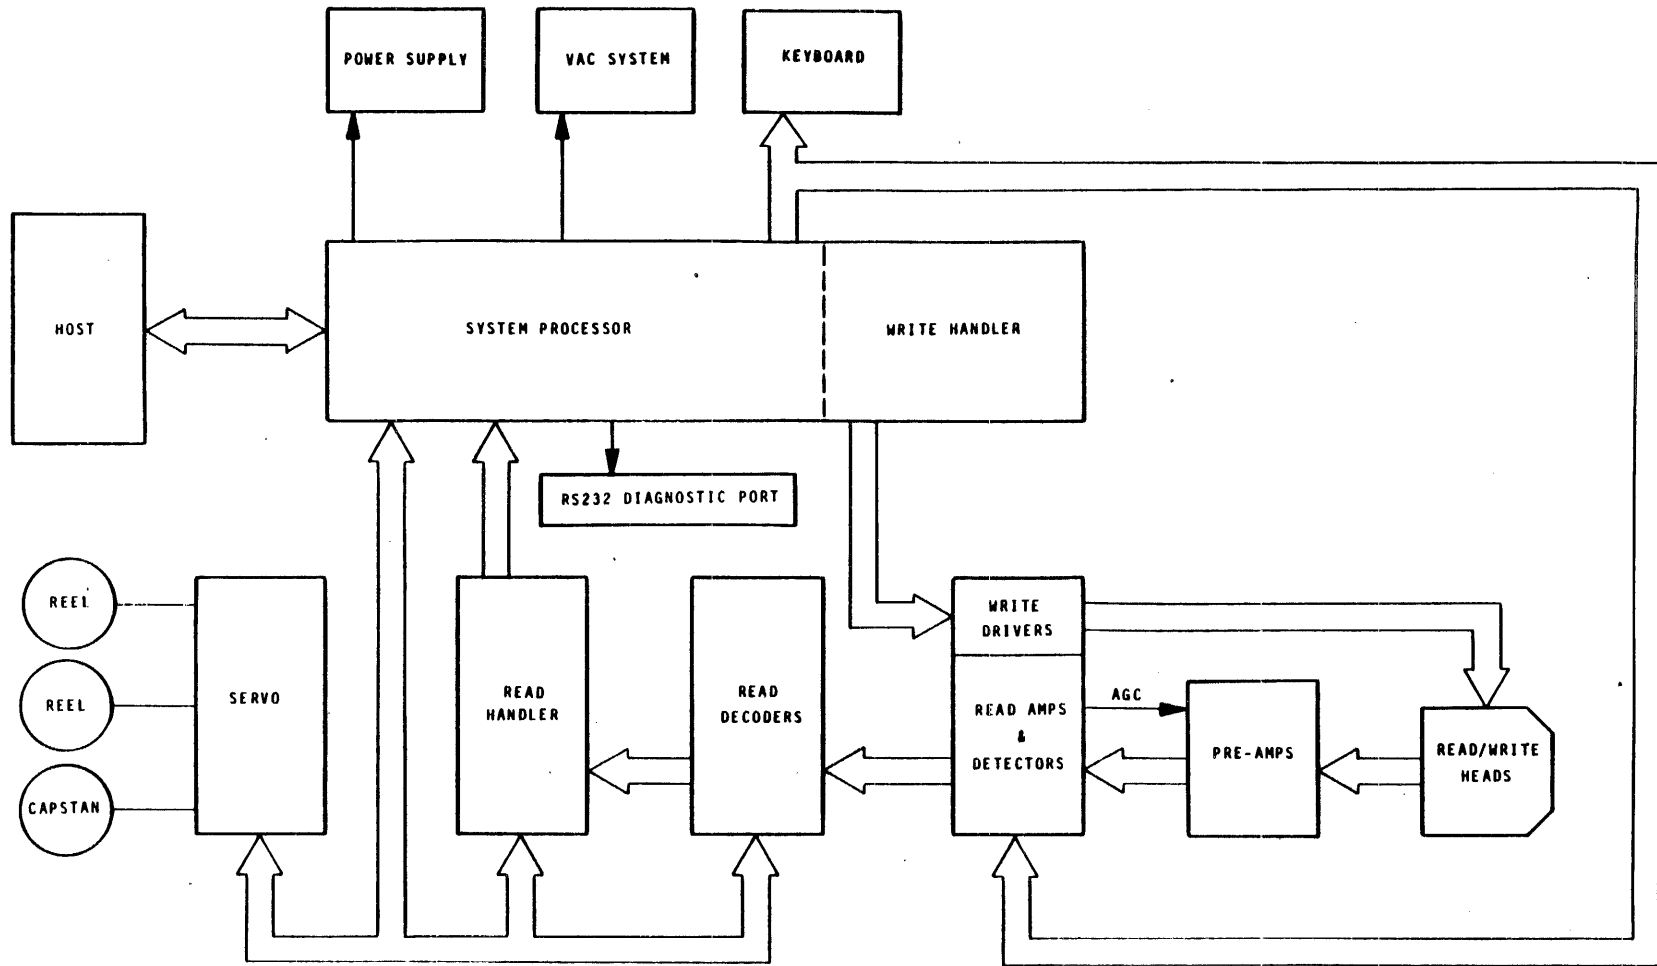 POWER SUPPLY
VAC SYSTEM
KEYBOARD
HOST
SYSTEM PROCESSOR
WRITE HANDLER
RS232 DIAGNOSTIC PORT
REEL
REEL
CAPSTAN
SERVO
READ
HANDLER
READ
DECODERS
WRITE
DRIVERS
READ AMPS
&
DETECTORS
AGC
PRE-AMPS
READ/WRITE
HEADS